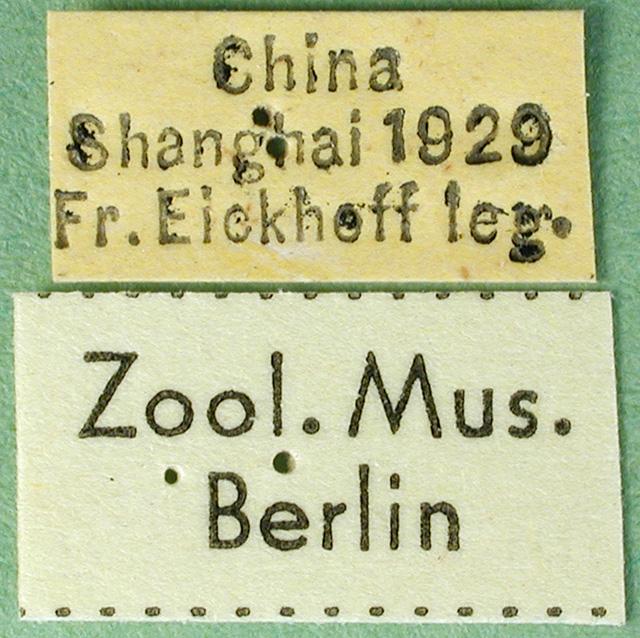 China
Shanghai 1929
Fr. Eickhoff leg.
Zool. Mus.
Berlin